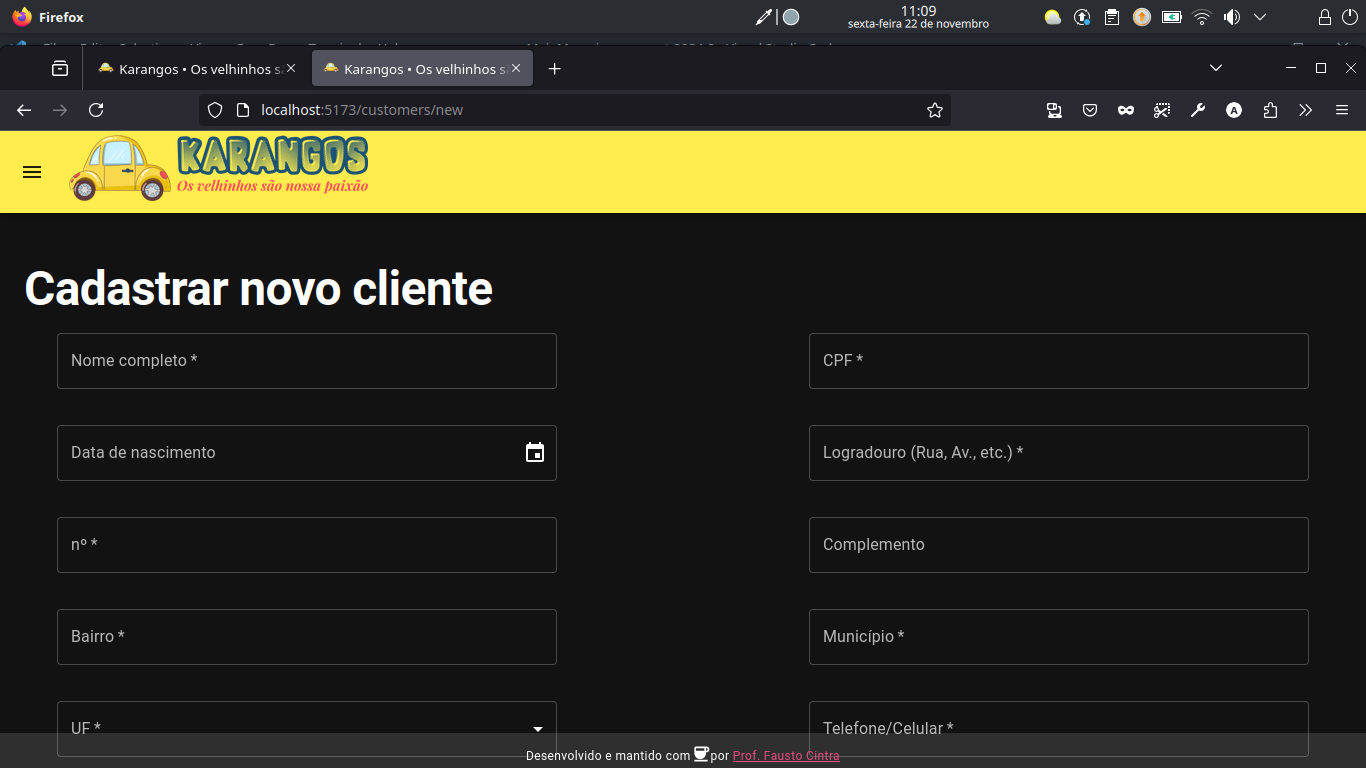 Firefox
11:09
sexta-feira 22 de novembro
Karangos • Os velhinhos s
Karangos • Os velhinhos s
localhost:5173/customers/new
KARANGOS
Os velhinhos são nossa paixão
Cadastrar novo cliente
Nome completo *
CPF *
Data de nascimento
Logradouro (Rua, Av., etc.) *
nº *
Complemento
Bairro *
Município *
UF *
Telefone/Celular *
Desenvolvido e mantido com por Prof. Fausto Cintra